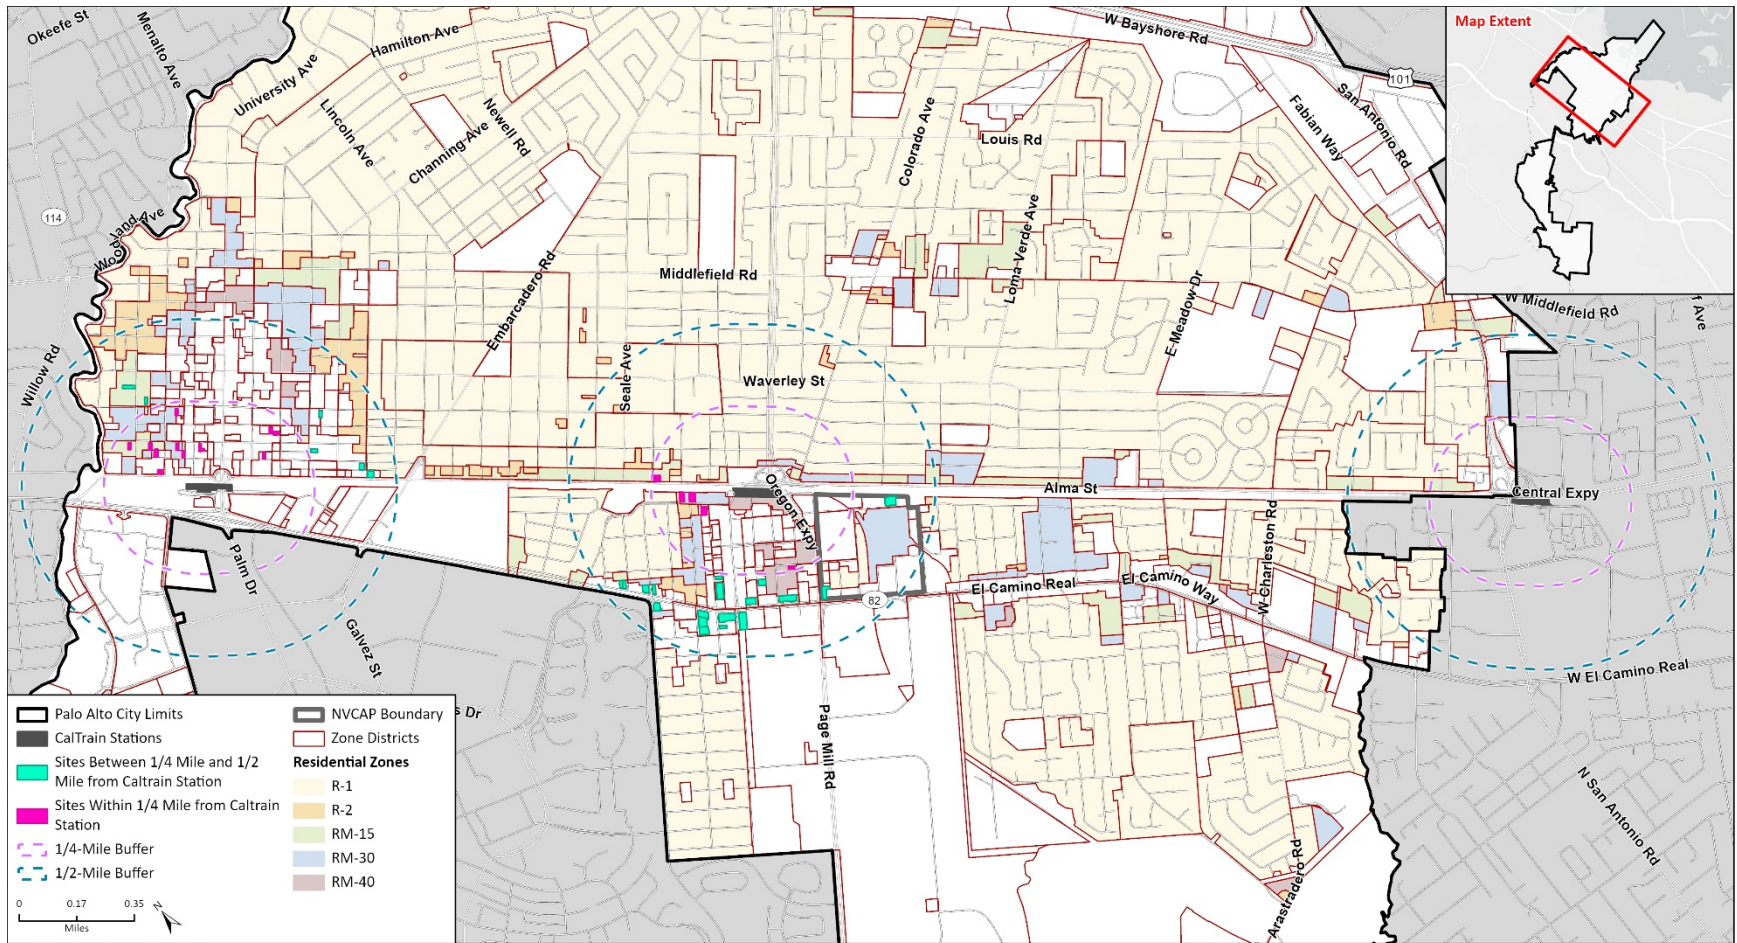 Okeefe St
Menalto Ave
Hamilton Ave
University Ave
Lincoln Ave
Newell Rd
Channing Ave
W Bayshore Rd
101
San Antonio Rd
Fabian Way
Colorado Ave
Louis Rd
Map Extent
114
Woodland Ave
Willow Rd
Embarcadero Rd
Middlefield Rd
Loma Verde Ave
E Meadow Dr
W Middlefield Rd
f Ave
Seale Ave
Waverley St
Oregon Expy
Alma St
Central Expy
W Charleston Rd
Palm Dr
Galvez St
El Camino Real
El Camino Way
82
W El Camino Real
s Dr
Page Mill Rd
N San Antonio Rd
Arastradero Rd
Palo Alto City Limits
CalTrain Stations
Sites Between 1/4 Mile and 1/2
Mile from Caltrain Station
Sites Within 1/4 Mile from Caltrain
Station
1/4-Mile Buffer
1/2-Mile Buffer
NVCAP Boundary
Zone Districts
Residential Zones
R-1
R-2
RM-15
RM-30
RM-40
0 0.17 0.35
Miles
N